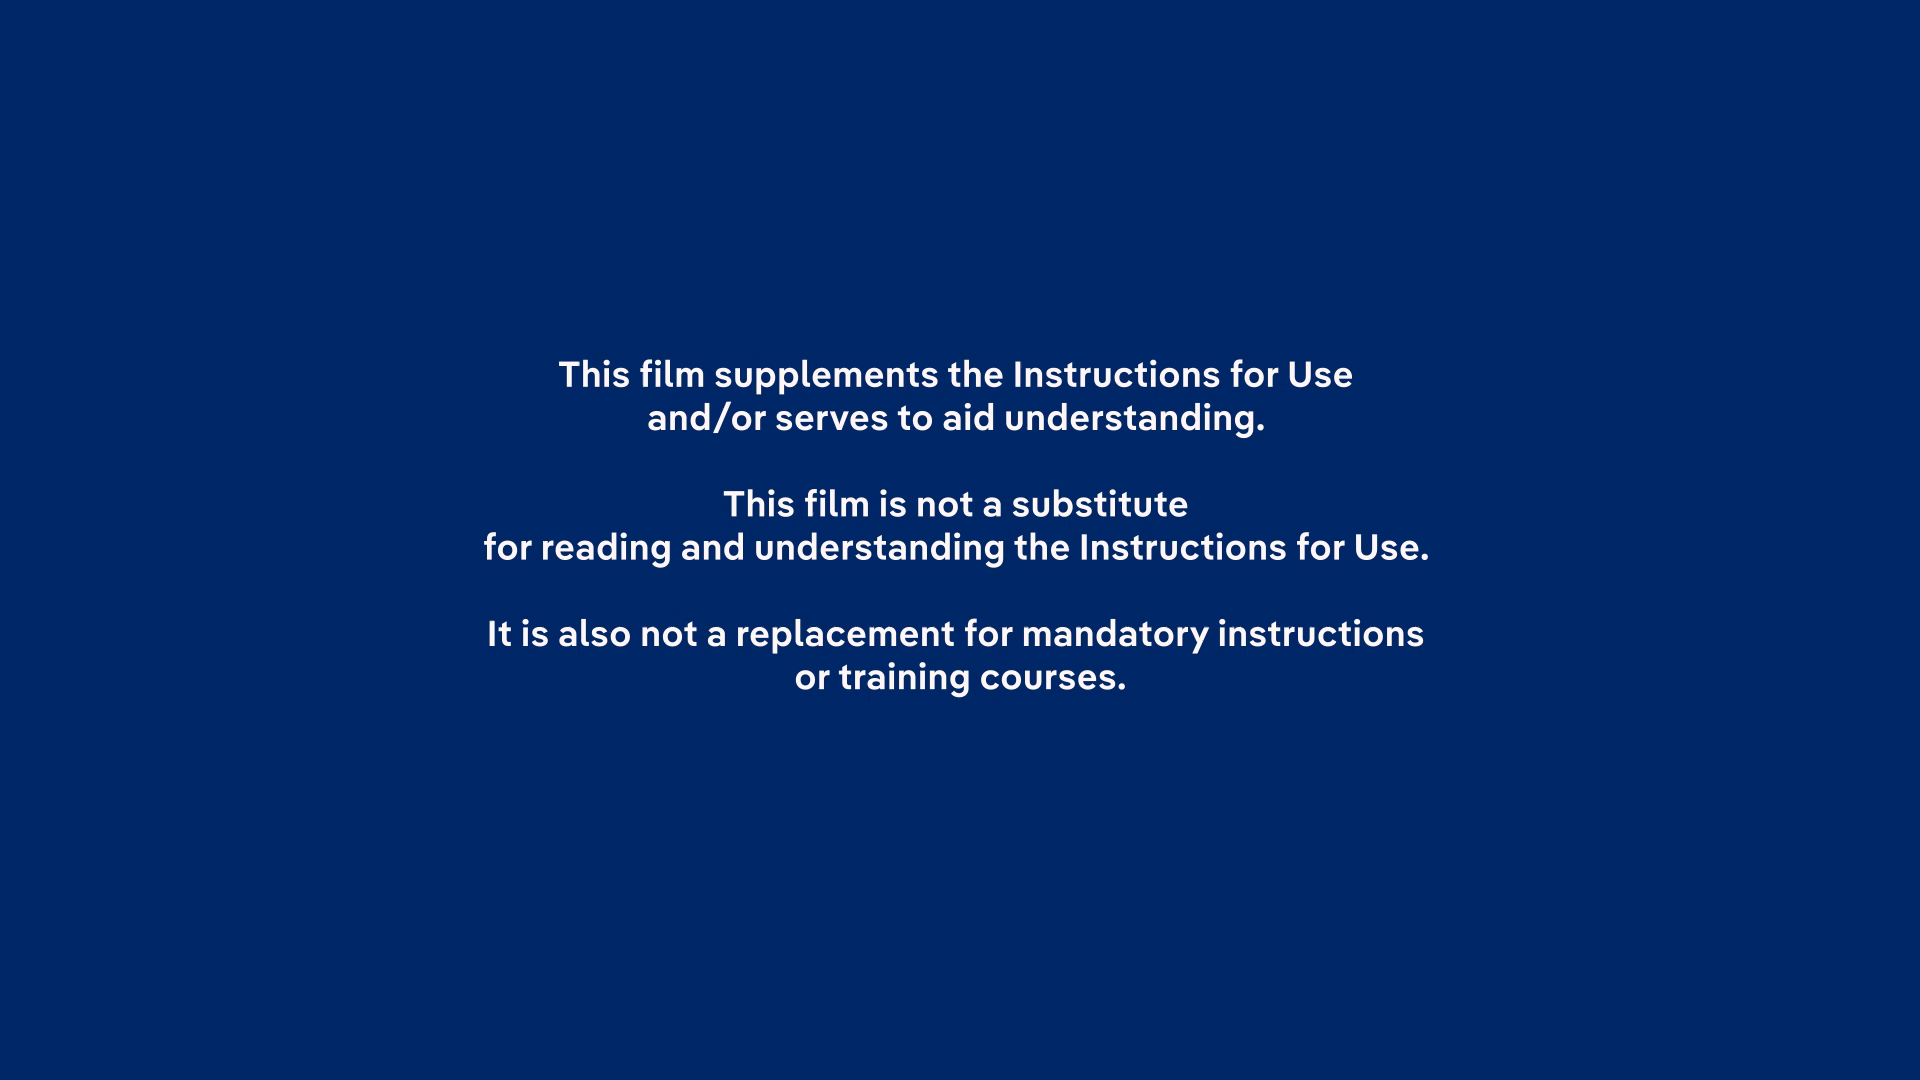 This film supplements the Instructions for Use
and/or serves to aid understanding.
This film is not a substitute
for reading and understanding the Instructions for Use.
It is also not a replacement for mandatory instructions
or training courses.